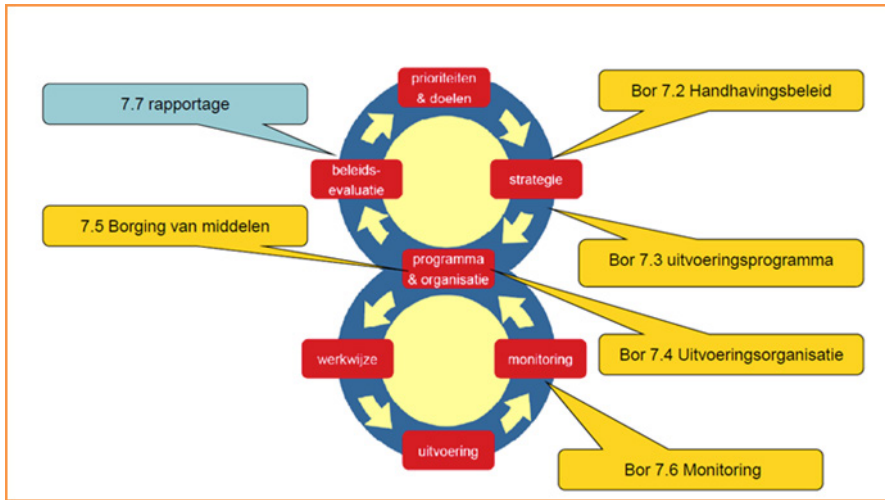 prioriteiten
& doelen
7.7 rapportage
Bor 7.2 Handhavingsbeleid
beleids-
evaluatie
strategie
7.5 Borging van middelen
programma
& organisatie
Bor 7.3 uitvoeringsprogramma
werkwijze
monitoring
Bor 7.4 Uitvoeringsorganisatie
uitvoering
Bor 7.6 Monitoring